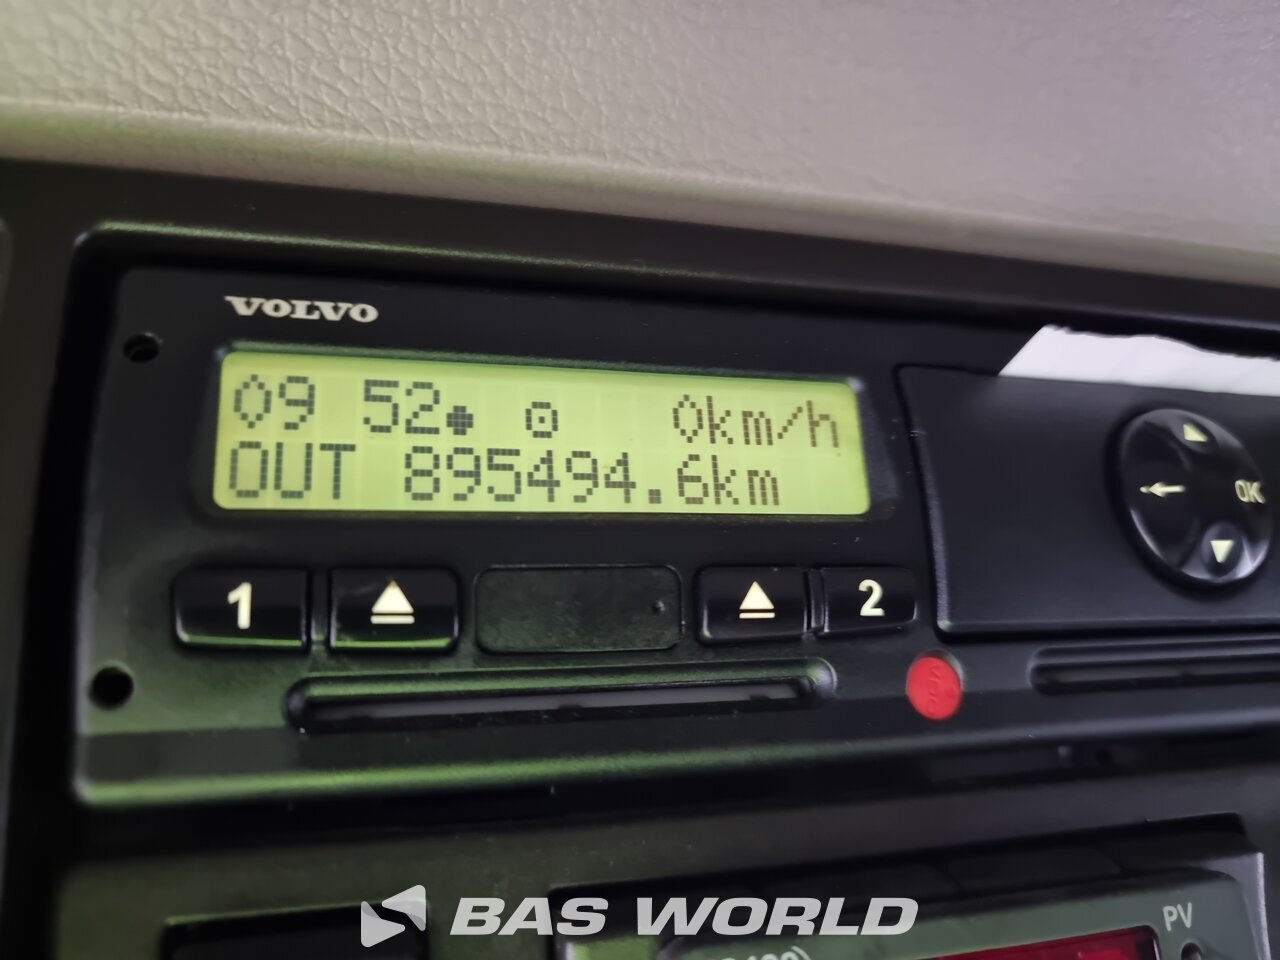 VOLVO
09 52 0km/h
OUT 895494.6km
OK
1
2
PV
BAS WORLD